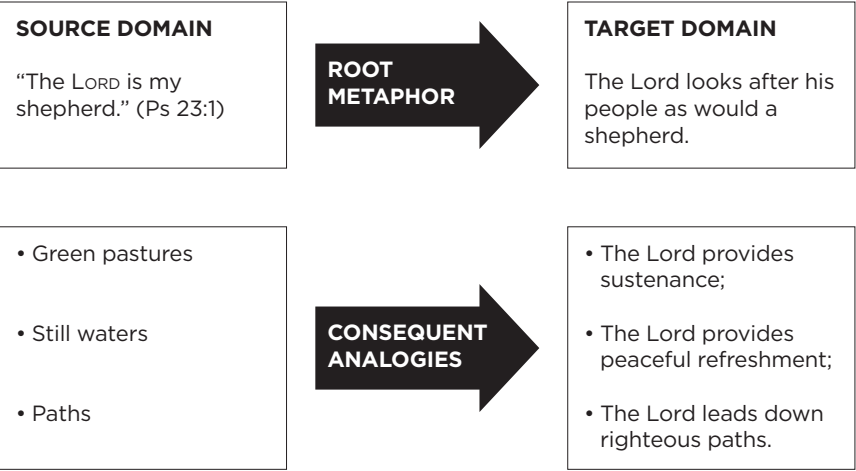 SOURCE DOMAIN
“The LORD is my
shepherd.” (Ps 23:1)
ROOT
METAPHOR
TARGET DOMAIN
The Lord looks after his
people as would a
shepherd.
• Green pastures
• Still waters
• Paths
CONSEQUENT
ANALOGIES
• The Lord provides
sustenance;
• The Lord provides
peaceful refreshment;
• The Lord leads down
righteous paths.